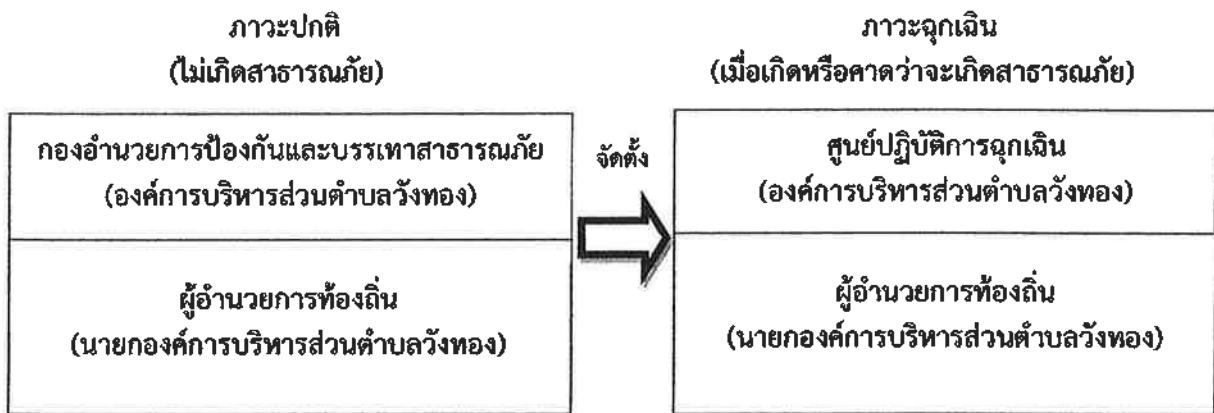 ภาวะปกติ
(ไม่เกิดสาธารณภัย)
กองอำนวยการป้องกันและบรรเทาสาธารณภัย
(องค์การบริหารส่วนตำบลวังทอง)
ผู้อำนวยการท้องถิ่น
(นายกองค์การบริหารส่วนตำบลวังทอง)
จัดตั้ง
ภาวะฉุกเฉิน
(เมื่อเกิดหรือคาดว่าจะเกิดสาธารณภัย)
ศูนย์ปฏิบัติการฉุกเฉิน
(องค์การบริหารส่วนตำบลวังทอง)
ผู้อำนวยการท้องถิ่น
(นายกองค์การบริหารส่วนตำบลวังทอง)